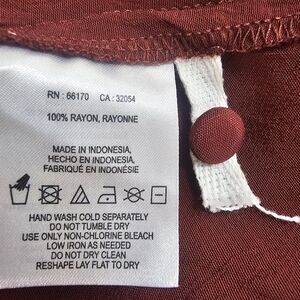 RN : 66170 CA : 32054
100% RAYON, RAYONNE
MADE IN INDONESIA,
HECHO EN INDONESIA,
FABRIQUÉ EN INDONÉSIE
HAND WASH COLD SEPARATELY
DO NOT TUMBLE DRY
USE ONLY NON-CHLORINE BLEACH
LOW IRON AS NEEDED
DO NOT DRY CLEAN
RESHAPE LAY FLAT TO DRY